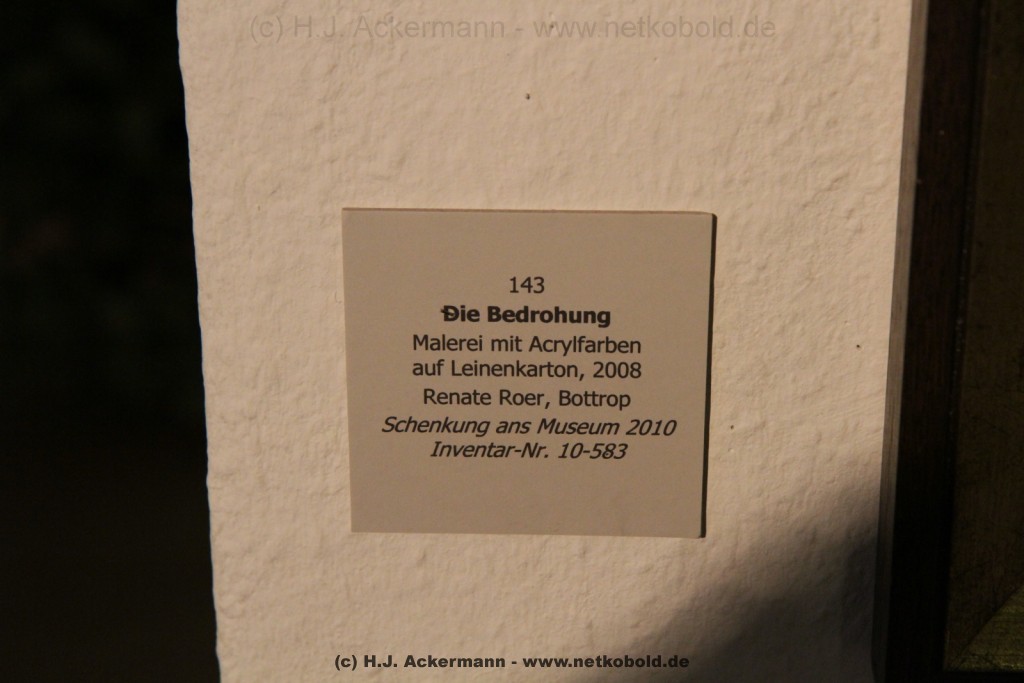 (c) H.J. Ackermann - www.netkobold.de
143
Die Bedrohung
Malerei mit Acrylfarben
auf Leinenkarton, 2008
Renate Roer, Bottrop
Schenkung ans Museum 2010
Inventar-Nr. 10-583
(c) H.J. Ackermann - www.netkobold.de